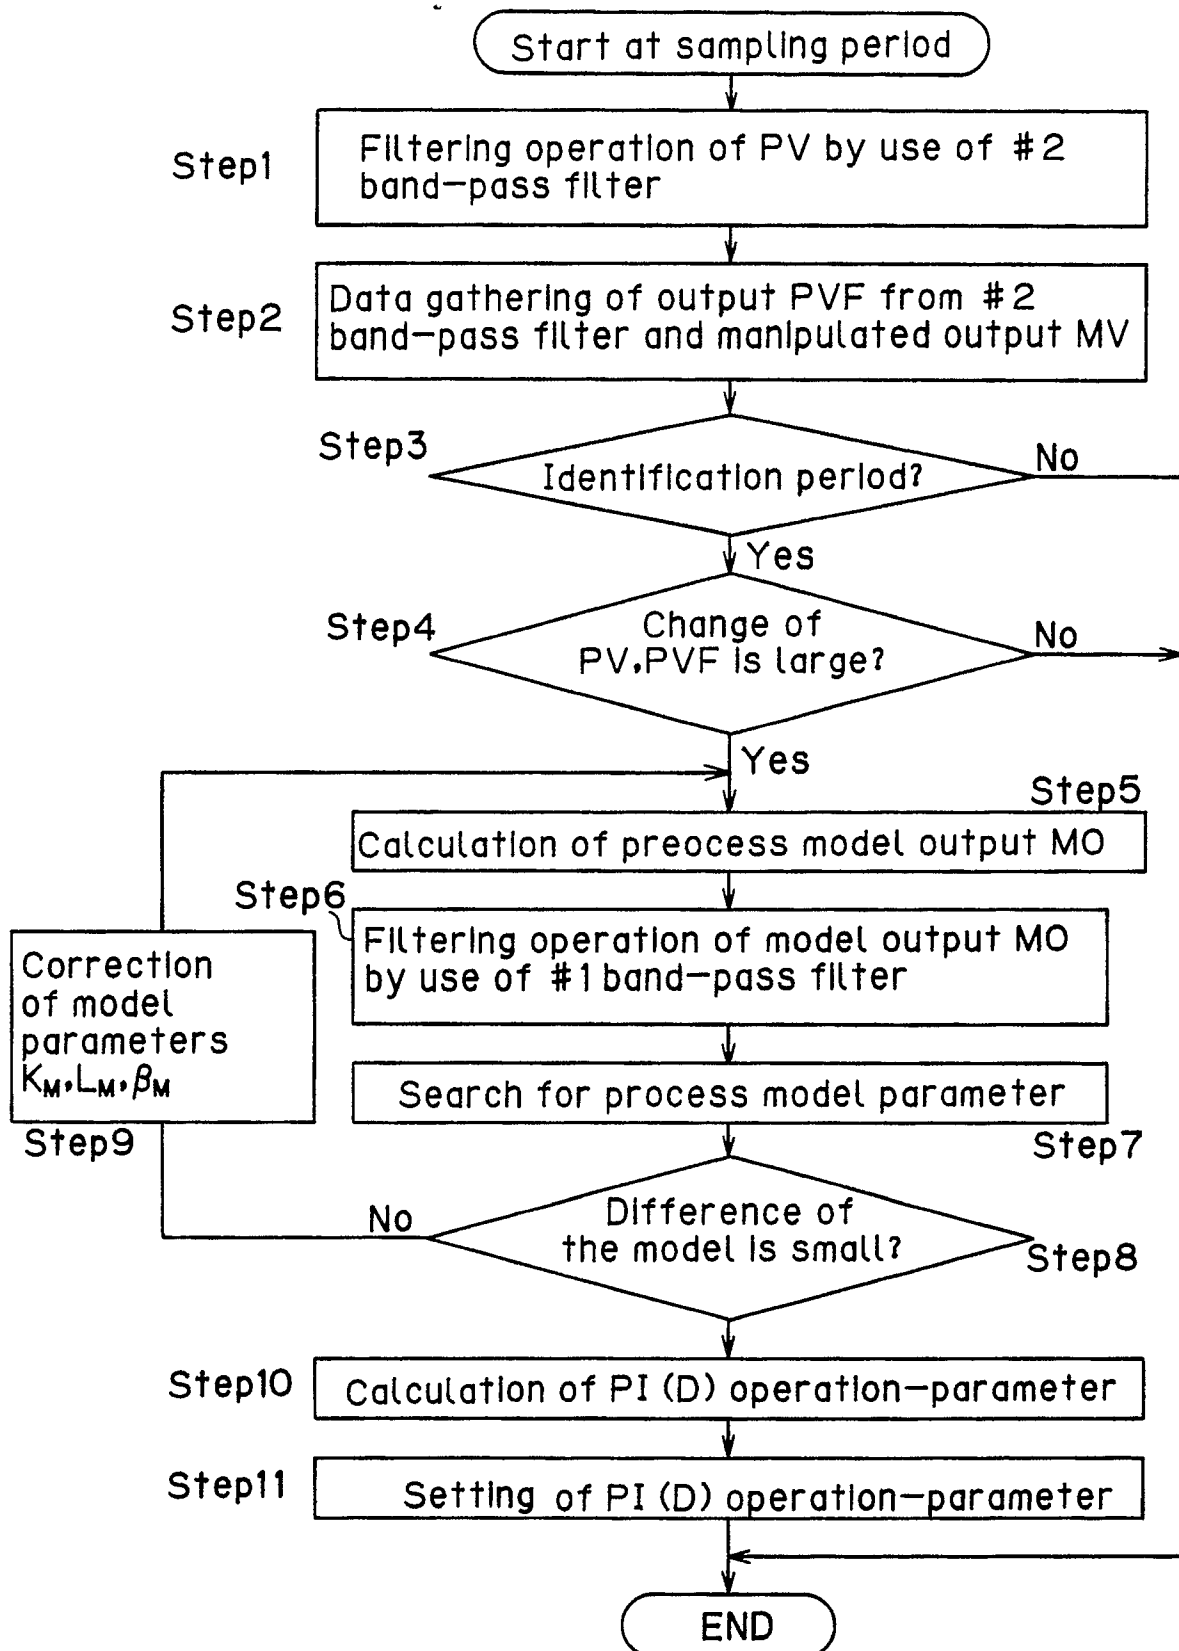 Start at sampling period
Step1
Filtering operation of PV by use of #2
band-pass filter
Step2
Data gathering of output PVF from #2
band-pass filter and manipulated output MV
Step3
Identification period?
No
Yes
Step4
Change of
PV,PVF is large?
No
Yes
Step5
Calculation of preocess model output MO
Step6
Filtering operation of model output MO
by use of #1 band-pass filter
Correction
of model
parameters
KM,LM,βM
Step9
Search for process model parameter
Step7
No
Difference of
the model is small?
Step8
Step10
Calculation of PI (D) operation-parameter
Step11
Setting of PI (D) operation-parameter
END